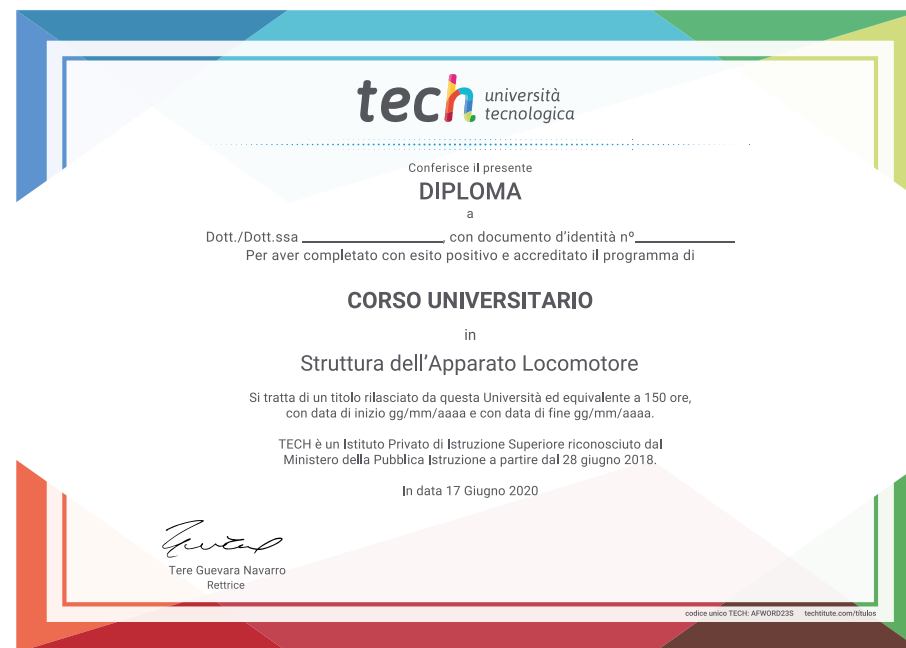 tech università
tecnologica
Conferisce il presente
DIPLOMA
a
Dott./Dott.ssa ________________, con documento d'identità nº___________
Per aver completato con esito positivo e accreditato il programma di
CORSO UNIVERSITARIO
in
Struttura dell'Apparato Locomotore
Si tratta di un titolo rilasciato da questa Università ed equivalente a 150 ore,
con data di inizio gg/mm/aaaa e con data di fine gg/mm/aaaa.
TECH è un Istituto Privato di Istruzione Superiore riconosciuto dal
Ministero della Pubblica Istruzione a partire dal 28 giugno 2018.
In data 17 Giugno 2020
Tere Guevara Navarro
Rettrice
codice unico TECH: AFWORD23S techtitute.com/títulos